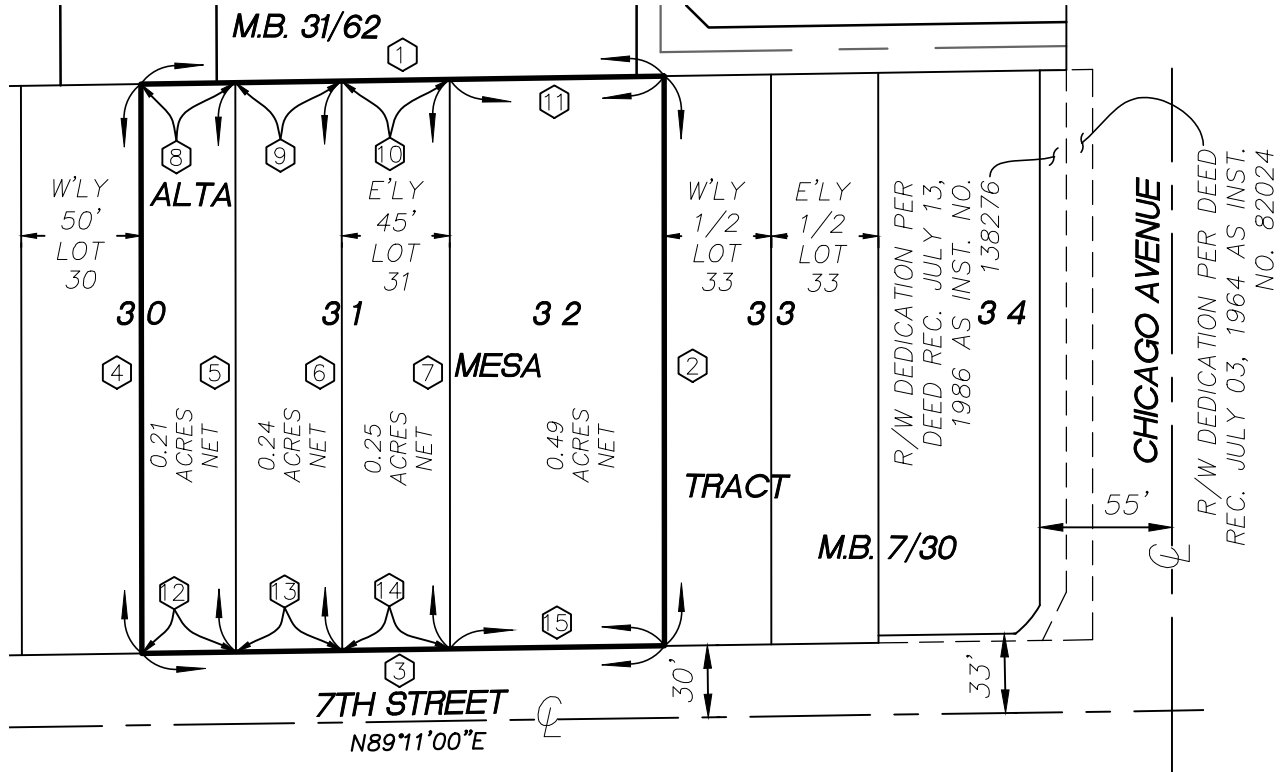 M.B. 31/62
1
11
8
9
10
W'LY
50'
LOT
30
ALTA
E'LY
45'
LOT
31
W'LY
1/2
LOT
33
E'LY
1/2
LOT
33
R/W DEDICATION PER
DEED REC. JULY 13,
1986 AS INST. NO.
138276
CHICAGO AVENUE
R/W DEDICATION PER DEED
REC. JULY 03, 1964 AS INST.
NO. 82024
30
31
32
33
34
4
5
6
7
MESA
2
0.21
ACRES
NET
0.24
ACRES
NET
0.25
ACRES
NET
0.49
ACRES
NET
TRACT
55'
M.B. 7/30
℄
12
13
14
15
3
30'
33'
7TH STREET
℄
N89°11'00"E